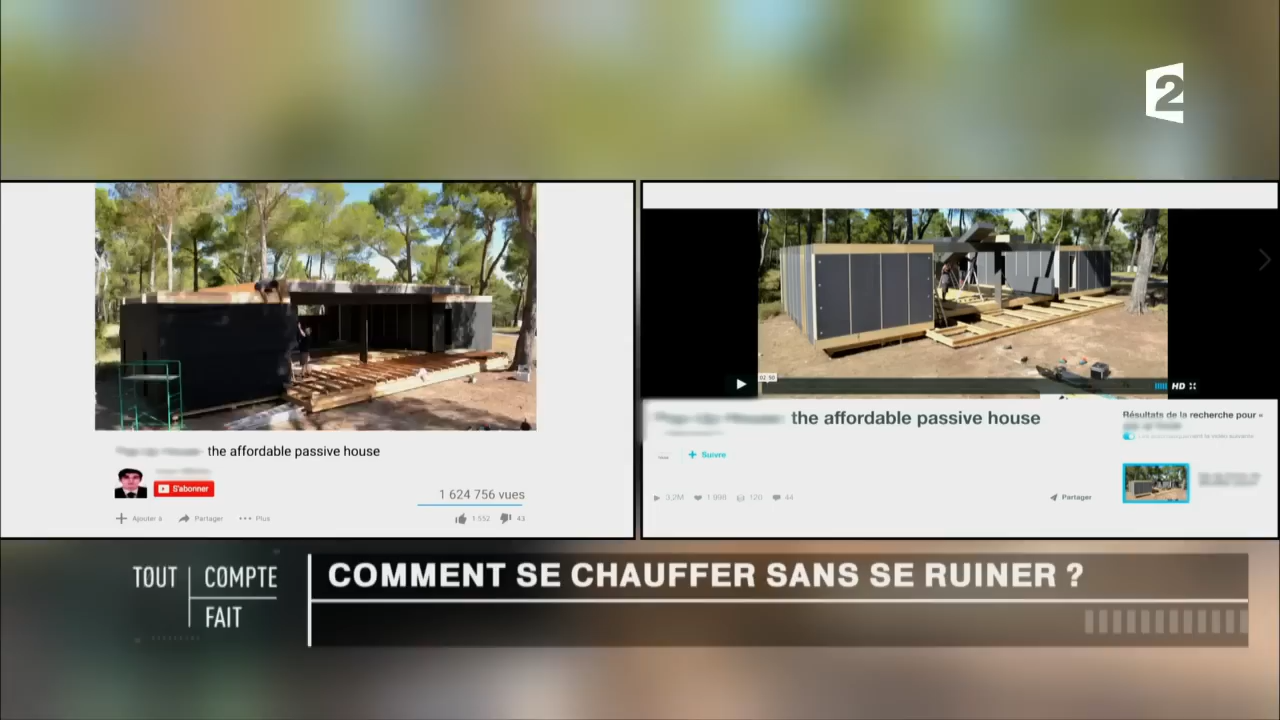 2
the affordable passive house
S'abonner
1 624 756 vues
Ajouter à
Partager
Plus
1 552
43
02:50
HD
the affordable passive house
Suivre
3,2M
1 098
120
44
Partager
Résultats de la recherche pour «
TOUT COMPTE
FAIT
COMMENT SE CHAUFFER SANS SE RUINER ?